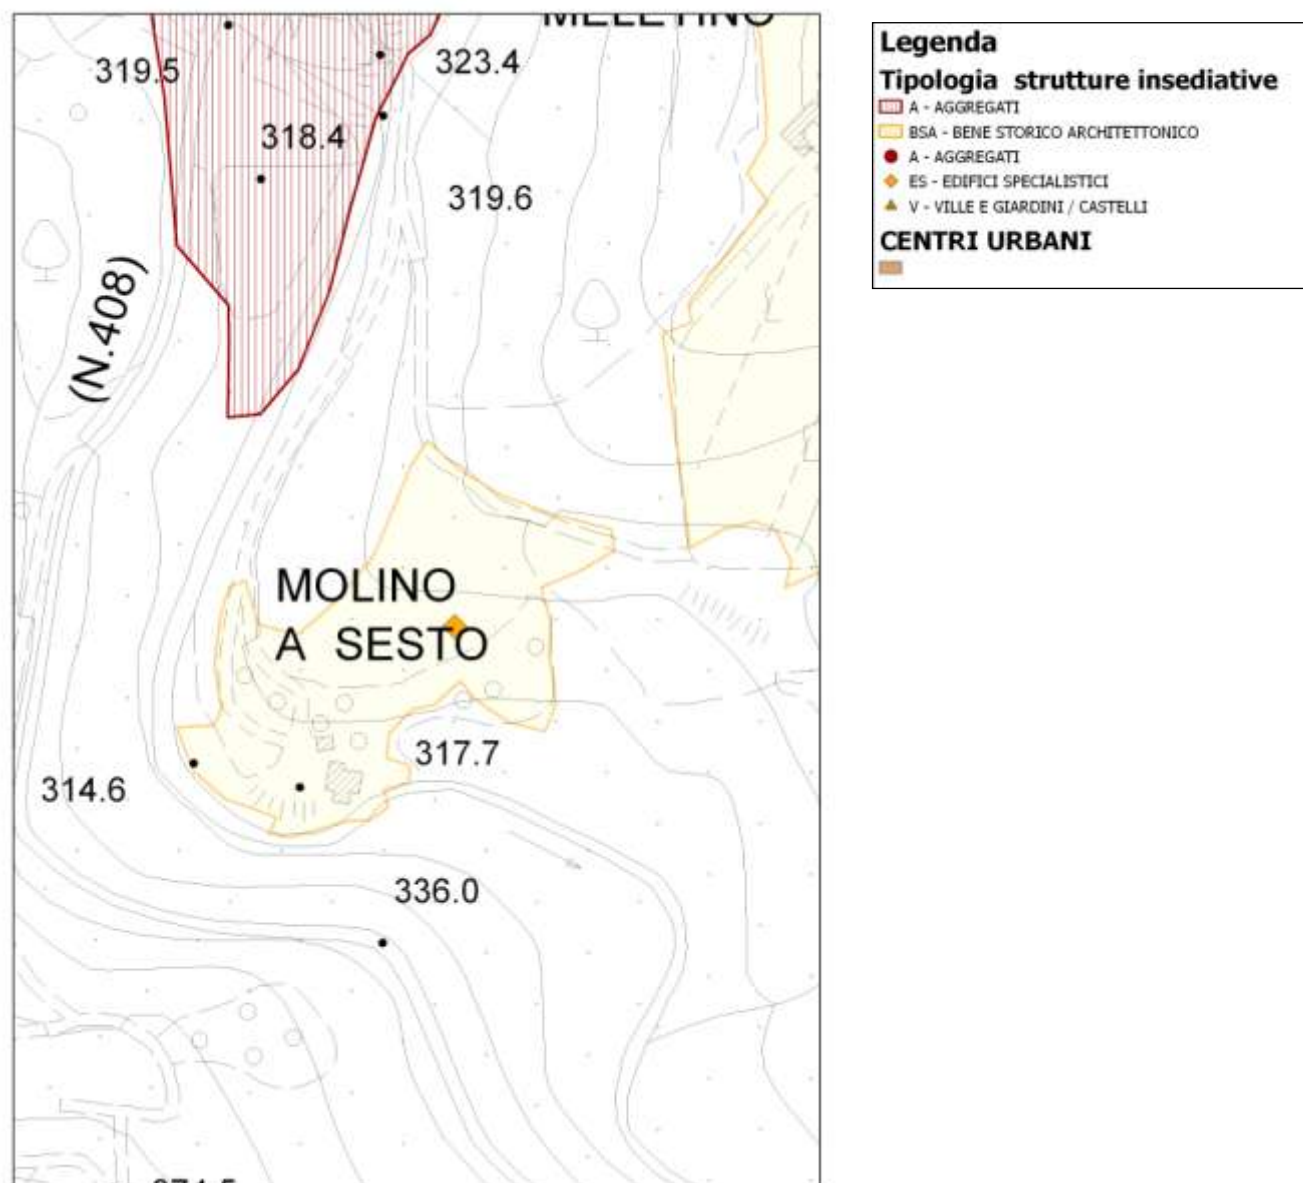 319.5
323.4
318.4
319.6
(N.408)
MOLINO
A SESTO
317.7
314.6
336.0
Legenda
Tipologia strutture insediative
A - AGGREGATI
BSA - BENE STORICO ARCHITETTONICO
A - AGGREGATI
ES - EDIFICI SPECIALISTICI
V - VILLE E GIARDINI / CASTELLI
CENTRI URBANI